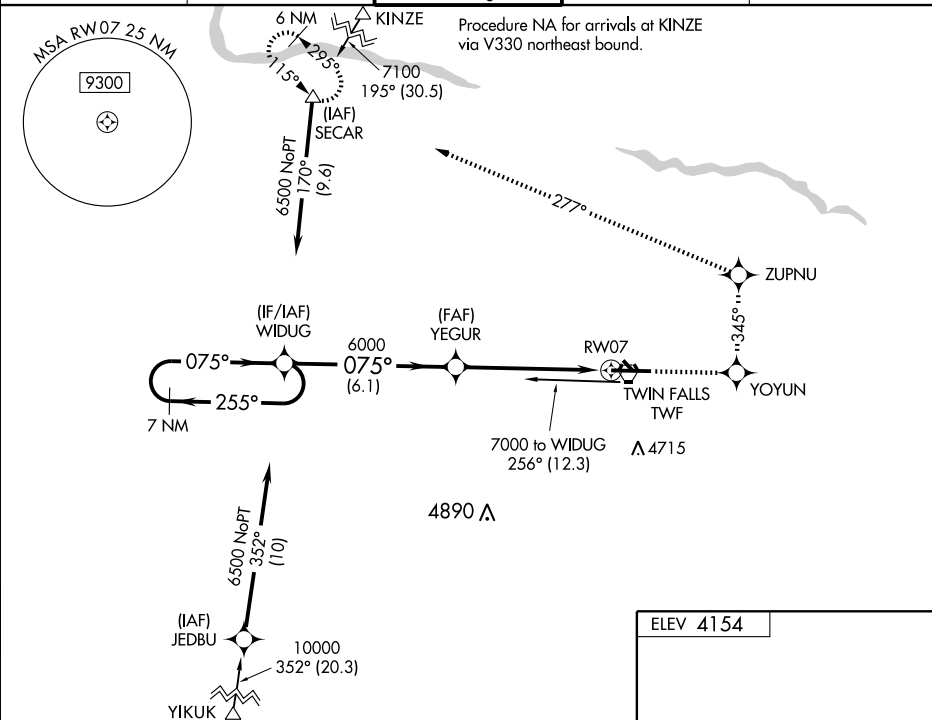 MSA RW07 25 NM
9300
6 NM
KINZE
Procedure NA for arrivals at KINZE
via V330 northeast bound.
295°
115°
7100
195° (30.5)
(IAF)
SECAR
6500 NoPT
170°
(9.6)
277°
ZUPNU
345°
(IF/IAF)
WIDUG
(FAF)
YEGUR
6000
075°
(6.1)
075°
255°
7 NM
RW07
TWIN FALLS
TWF
YOYUN
7000 to WIDUG
256° (12.3)
4715
4890
6500 NoPT
352°
(10)
(IAF)
JEDBU
10000
352° (20.3)
YIKUK
ELEV 4154